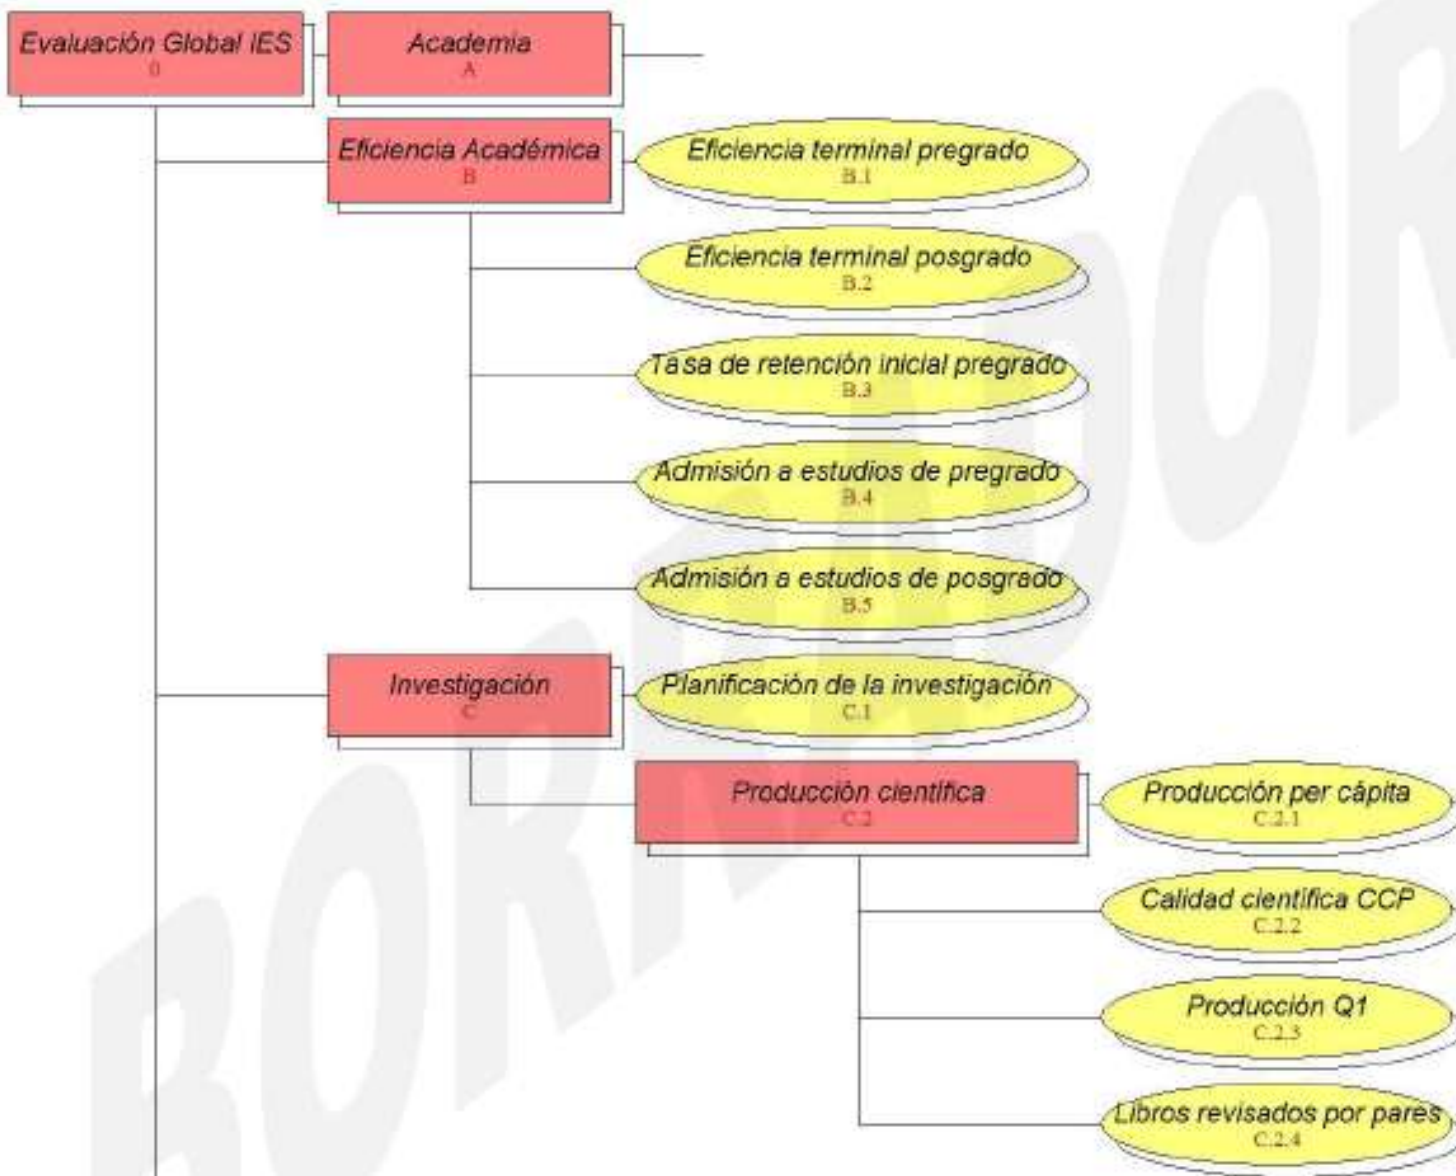 Evaluación Global IES
0
Academia
A
Eficiencia Académica
B
Eficiencia terminal pregrado
B.1
Eficiencia terminal posgrado
B.2
Tasa de retención inicial pregrado
B.3
Admisión a estudios de pregrado
B.4
Admisión a estudios de posgrado
B.5
Investigación
C
Planificación de la investigación
C.1
Producción científica
C.2
Producción per cápita
C.2.1
Calidad científica CCP
C.2.2
Producción Q1
C.2.3
Libros revisados por pares
C.2.4
BORRADOR